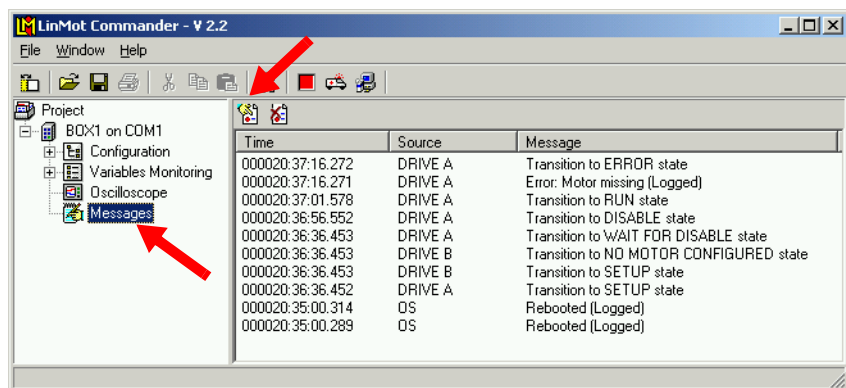 LinMot Commander - V 2.2
File Window Help
Project
BOX1 on COM1
Configuration
Variables Monitoring
Oscilloscope
Messages
Time Source Message
000020:37:16.272 DRIVE A Transition to ERROR state
000020:37:16.271 DRIVE A Error: Motor missing (Logged)
000020:37:01.578 DRIVE A Transition to RUN state
000020:36:56.552 DRIVE A Transition to DISABLE state
000020:36:36.453 DRIVE A Transition to WAIT FOR DISABLE state
000020:36:36.453 DRIVE B Transition to NO MOTOR CONFIGURED state
000020:36:36.453 DRIVE B Transition to SETUP state
000020:36:36.452 DRIVE A Transition to SETUP state
000020:35:00.314 OS Rebooted (Logged)
000020:35:00.289 OS Rebooted (Logged)